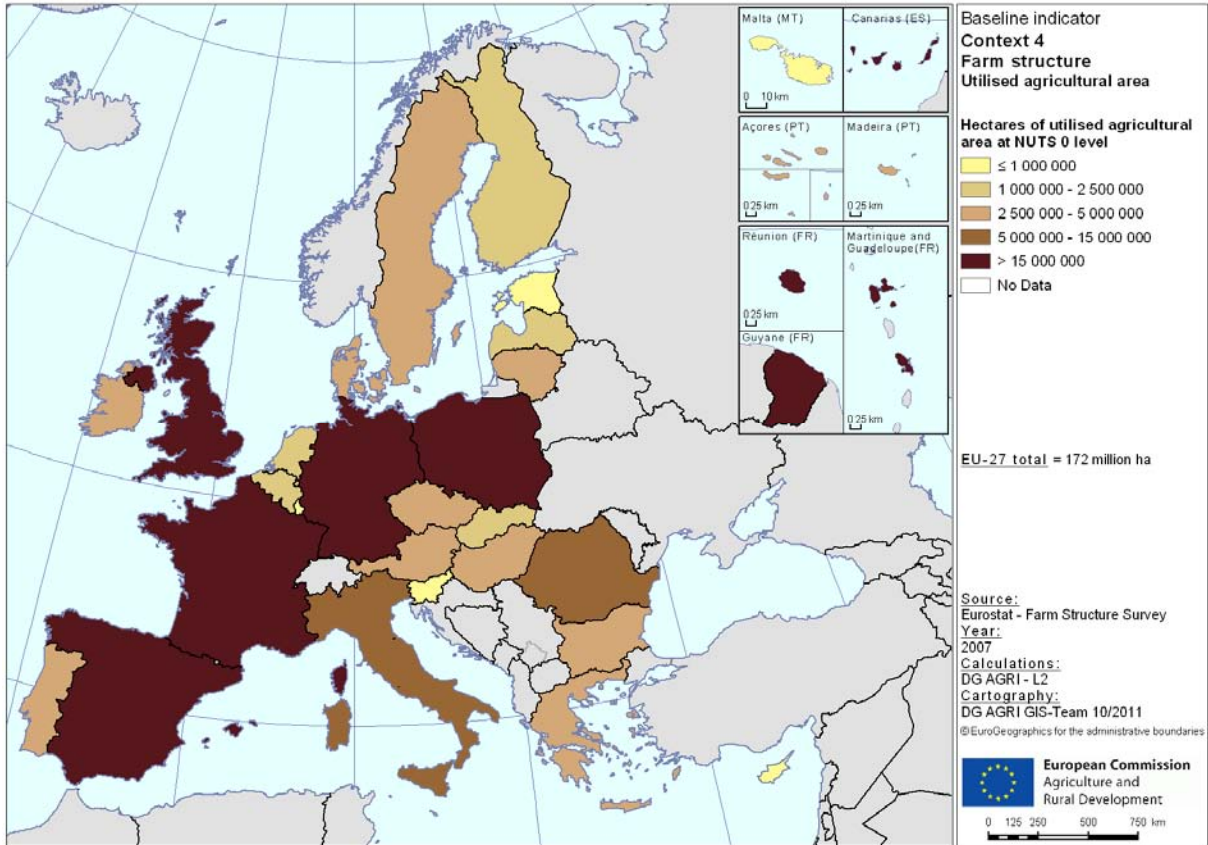 Malta (MT)
0 10 km
Canarias (ES)
Açores (PT)
0 25 km
Madeira (PT)
0 25 km
Réunion (FR)
0 25 km
Martinique and
Guadeloupe (FR)
0 25 km
Guyane (FR)
Baseline indicator
Context 4
Farm structure
Utilised agricultural area
Hectares of utilised agricultural
area at NUTS 0 level
≤ 1 000 000
1 000 000 - 2 500 000
2 500 000 - 5 000 000
5 000 000 - 15 000 000
> 15 000 000
No Data
EU-27 total = 172 million ha
Source:
Eurostat - Farm Structure Survey
Year:
2007
Calculations:
DG AGRI - L2
Cartography:
DG AGRI GIS-Team 10/2011
© EuroGeographics for the administrative boundaries
European Commission
Agriculture and
Rural Development
0 125 250 500 750 km